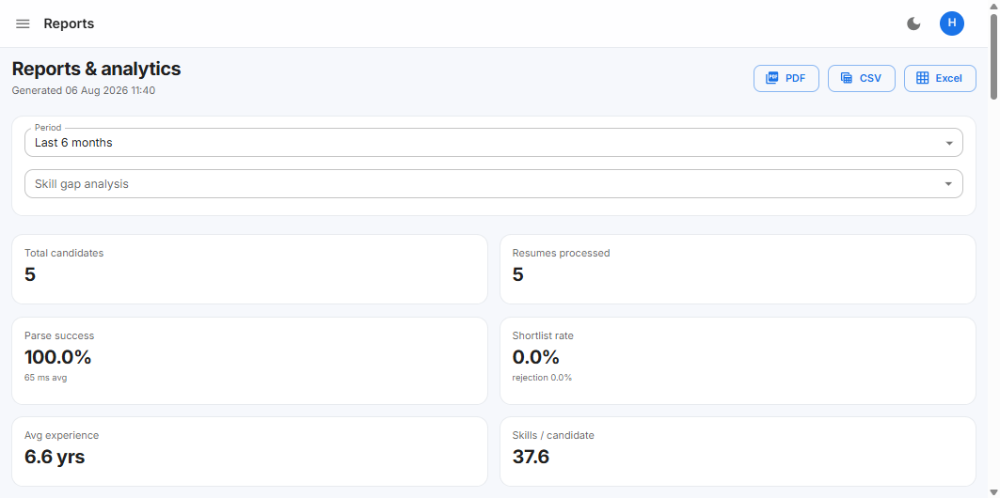 Reports
H
Reports & analytics
Generated 06 Aug 2026 11:40
PDF
CSV
Excel
Period
Last 6 months
Skill gap analysis
Total candidates
5
Resumes processed
5
Parse success
100.0%
65 ms avg
Shortlist rate
0.0%
rejection 0.0%
Avg experience
6.6 yrs
Skills / candidate
37.6